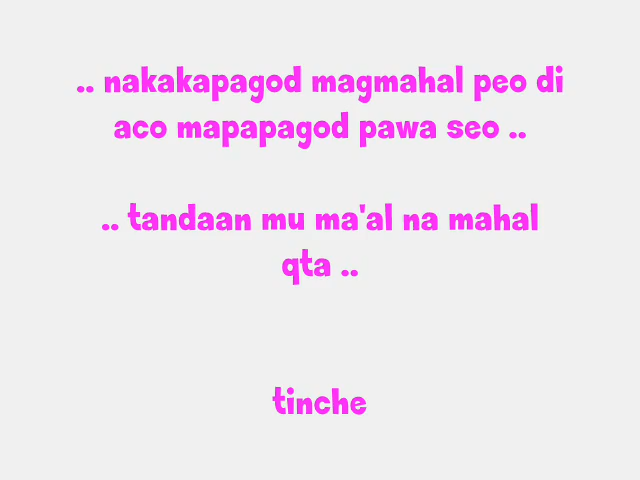 .. nakakapagod magmahal peo di
aco mapapagod pawa seo ..
.. tandaan mu ma'al na mahal
qta ..
tinche